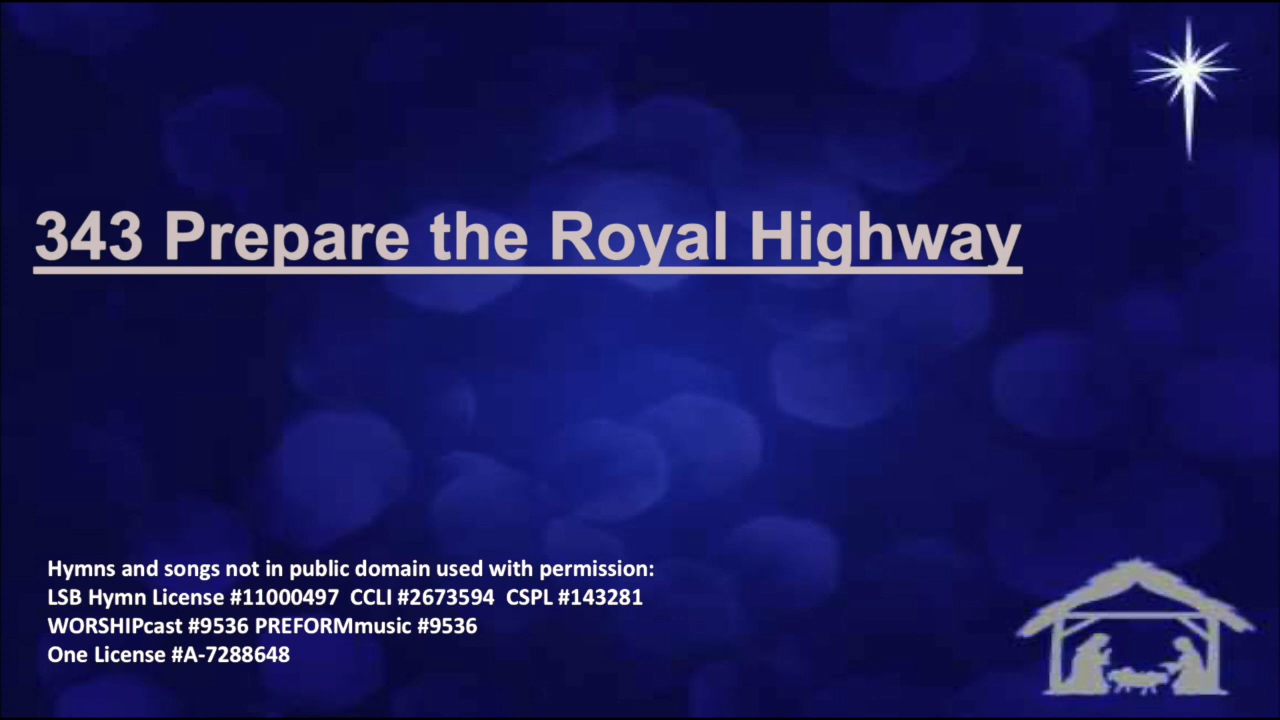 343 Prepare the Royal Highway
Hymns and songs not in public domain used with permission:
LSB Hymn License #11000497  CCLI #2673594  CSPL #143281
WORSHIPcast #9536 PREFORMmusic #9536
One License #A-7288648